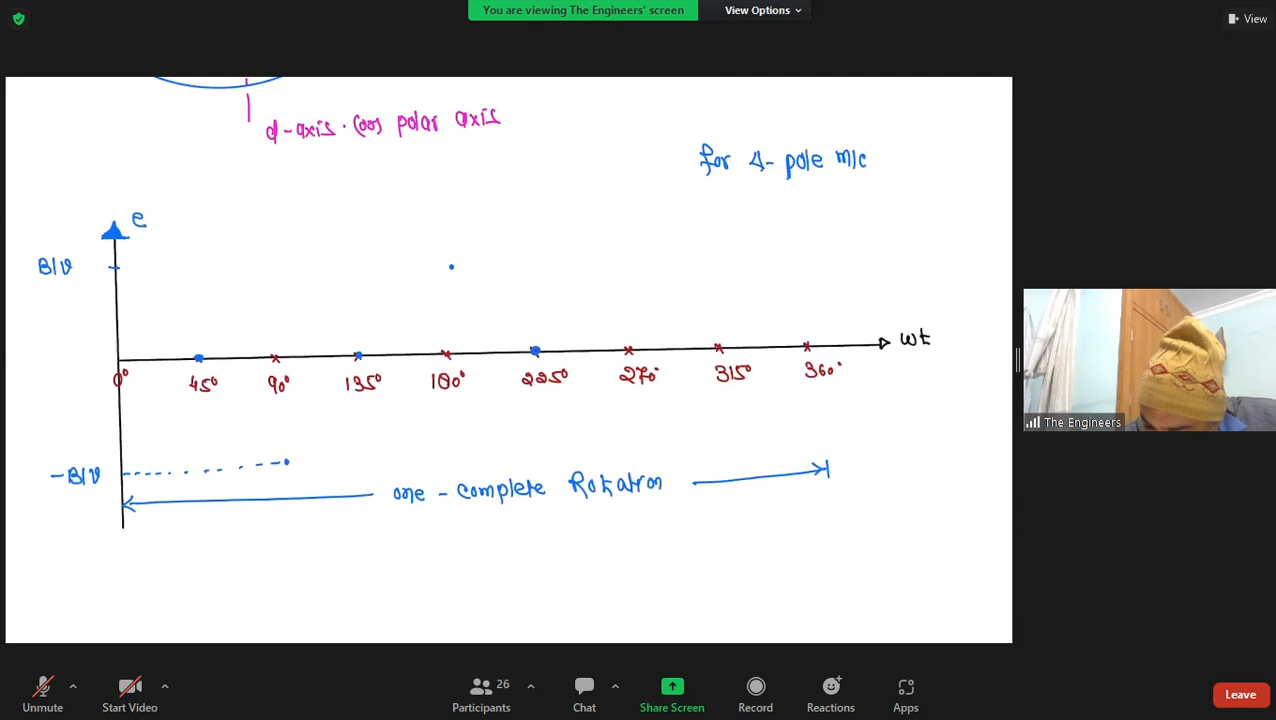 You are viewing The Engineers' screen
View Options
View
d-axis. (or) polar axis
for 4-pole m/c
e
Blv
ωt
0° 45° 90° 135° 180° 225° 270° 315° 360°
-Blv
one - complete Rotation
The Engineers
Unmute
Start Video
Participants
26
Chat
Share Screen
Record
Reactions
Apps
Leave